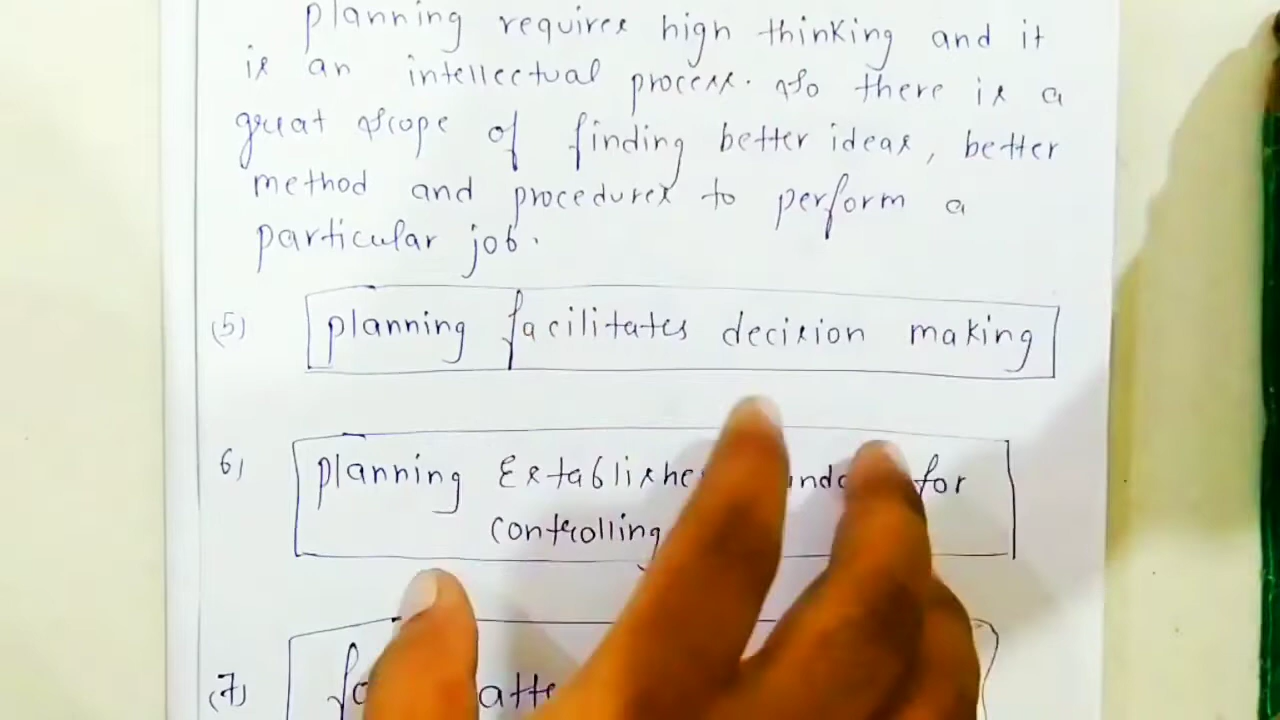 planning requires high thinking and it
is an intellectual process. So there is a
great scope of finding better ideas, better
method and procedures to perform a
particular job.
(5) planning facilitates decision making
6) planning for
controlling
(7)